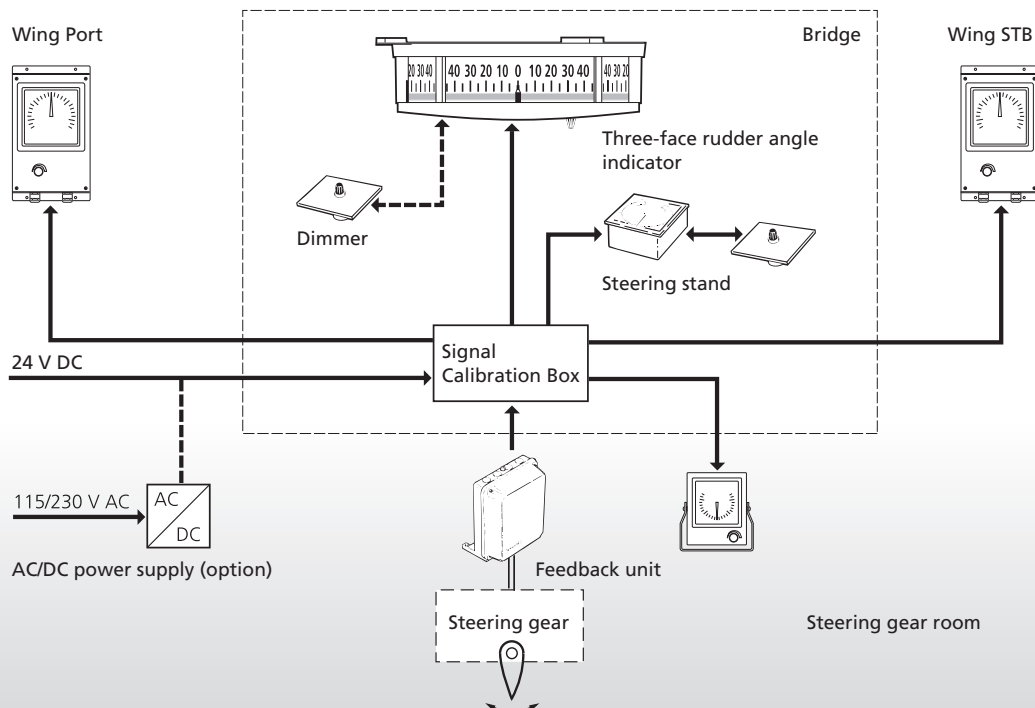 Wing Port
Bridge
Wing STB
20 30 40 40 30 20 10 0 10 20 30 40 40 30 20
Three-face rudder angle
indicator
Dimmer
Steering stand
24 V DC
Signal
Calibration Box
115/230 V AC
AC
DC
AC/DC power supply (option)
Feedback unit
Steering gear
Steering gear room